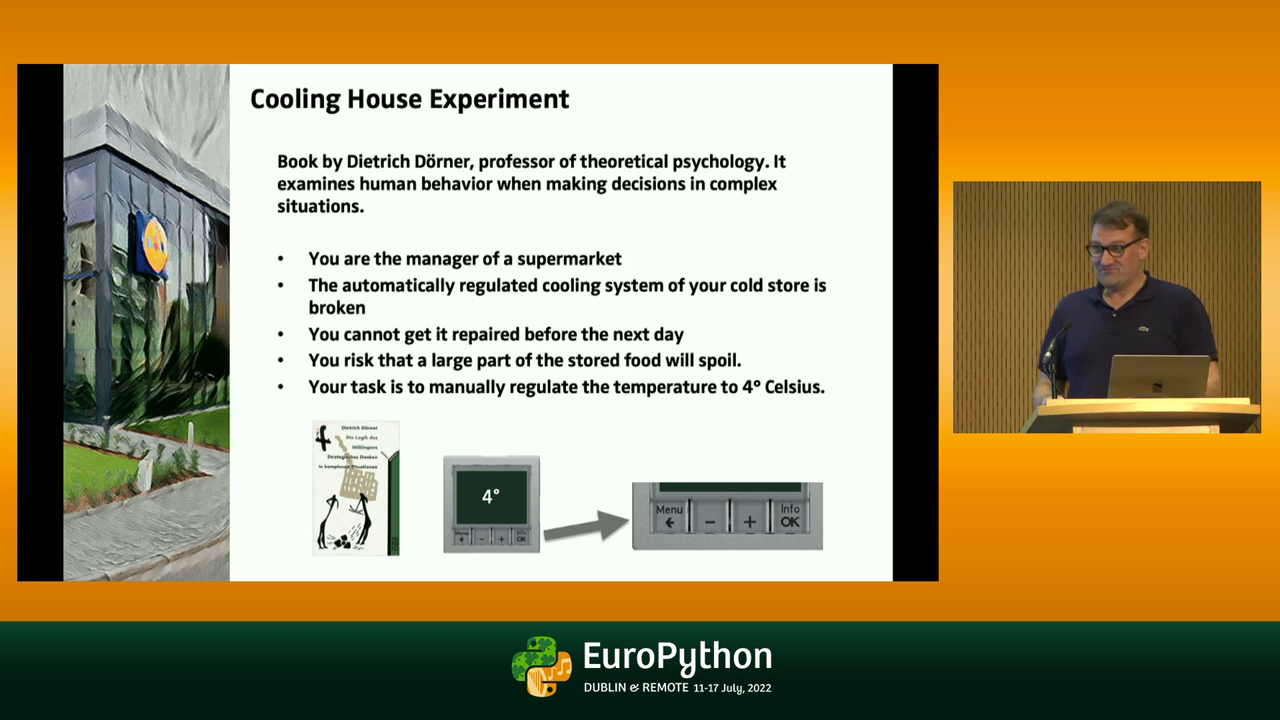 Cooling House Experiment
Book by Dietrich Dörner, professor of theoretical psychology. It
examines human behavior when making decisions in complex
situations.
• You are the manager of a supermarket
• The automatically regulated cooling system of your cold store is
broken
• You cannot get it repaired before the next day
• You risk that a large part of the stored food will spoil.
• Your task is to manually regulate the temperature to 4° Celsius.
Dietrich Dörner
Die Logik des
Mißlingens
Strategisches Denken
in komplexen Situationen
4°
Menu
- +
Info
OK
Menu
- +
Info
OK
EuroPython
DUBLIN & REMOTE 11-17 July, 2022